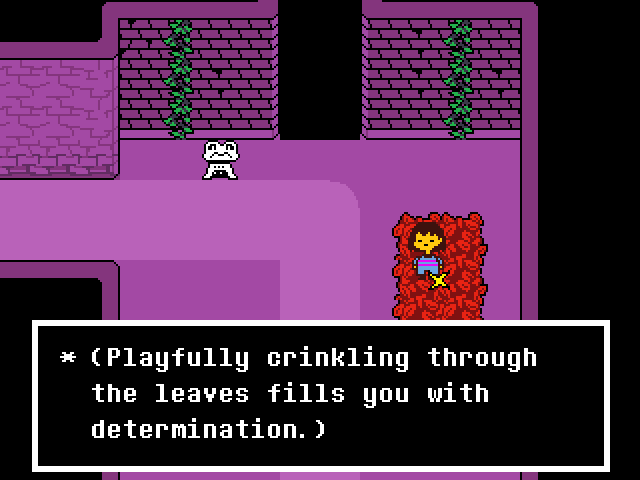 * (Playfully crinkling through
the leaves fills you with
determination.)